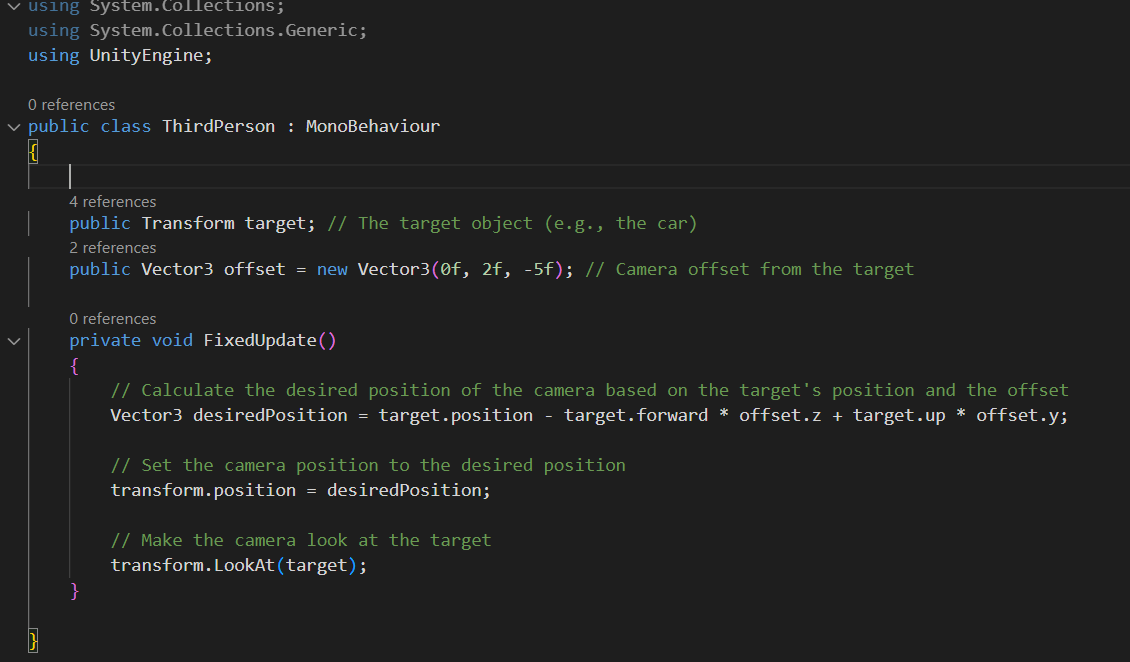 using System.Collections;
using System.Collections.Generic;
using UnityEngine;
0 references
public class ThirdPerson : MonoBehaviour
{
4 references
public Transform target; // The target object (e.g., the car)
2 references
public Vector3 offset = new Vector3(0f, 2f, -5f); // Camera offset from the target
0 references
private void FixedUpdate()
{
// Calculate the desired position of the camera based on the target's position and the offset
Vector3 desiredPosition = target.position - target.forward * offset.z + target.up * offset.y;
// Set the camera position to the desired position
transform.position = desiredPosition;
// Make the camera look at the target
transform.LookAt(target);
}
}